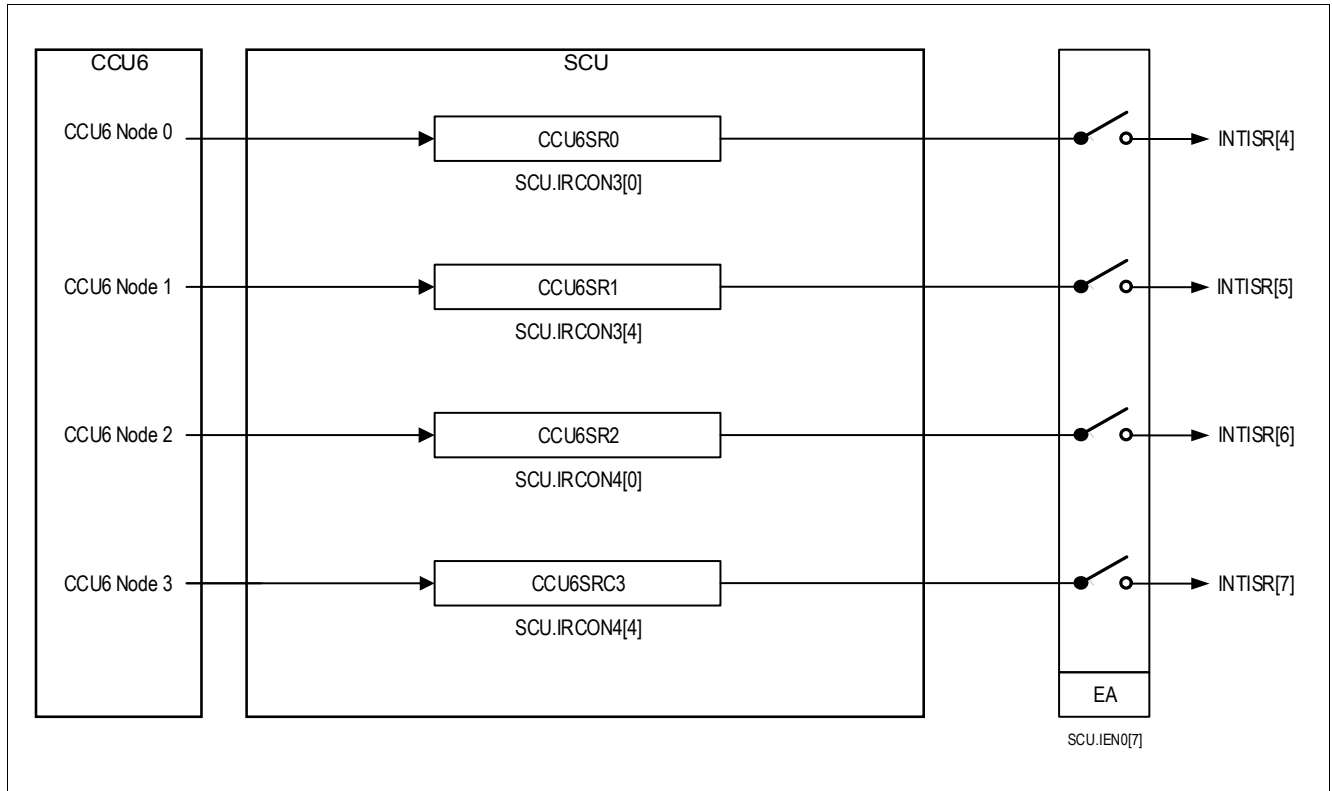 CCU6
SCU
CCU6 Node 0
CCU6SR0
INTISR[4]
SCU.IRCON3[0]
CCU6 Node 1
CCU6SR1
INTISR[5]
SCU.IRCON3[4]
CCU6 Node 2
CCU6SR2
INTISR[6]
SCU.IRCON4[0]
CCU6 Node 3
CCU6SRC3
INTISR[7]
SCU.IRCON4[4]
EA
SCU.IEN0[7]